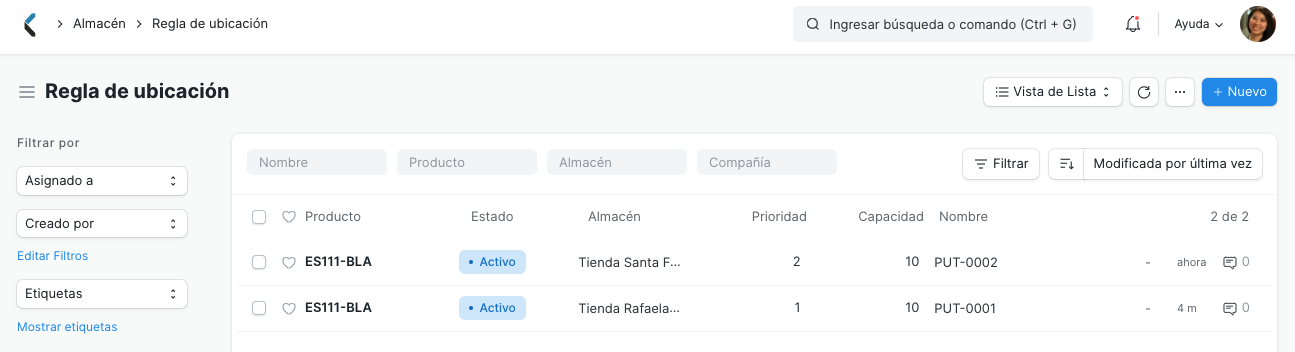 Almacén Regla de ubicación Ingresar búsqueda o comando (Ctrl + G) Ayuda
Regla de ubicación Vista de Lista ... + Nuevo
Filtrar por
Asignado a
Creado por
Editar Filtros
Etiquetas
Mostrar etiquetas
Nombre Producto Almacén Compañía Filtrar Modificada por última vez
Producto Estado Almacén Prioridad Capacidad Nombre 2 de 2
ES111-BLA • Activo Tienda Santa F... 2 10 PUT-0002 - ahora 0
ES111-BLA • Activo Tienda Rafaela... 1 10 PUT-0001 - 4 m 0